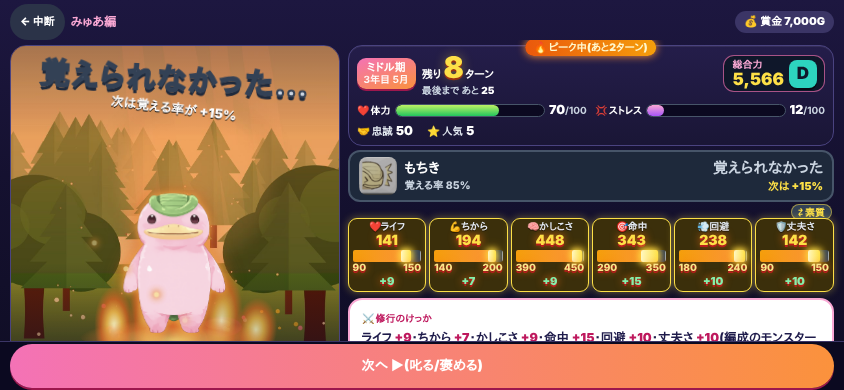 ← 中断 みゅあ編
💰 賞金 7,000G
覚えられなかった...
次は覚える率が +15%
🔥 ピーク中(あと2ターン)
ミドル期
3年目 5月
残り 8 ターン
最後まで あと 25
総合力
5,566 D
❤️ 体力 70/100 💢 ストレス 12/100
🤝 忠誠 50 ⭐ 人気 5
もちき 覚えられなかった
覚える率 85% 次は +15%
⇄素質
❤️ライフ 💪ちから 🧠かしこさ 🎯命中 💨回避 🛡️丈夫さ
141 194 448 343 238 142
90 150 140 200 390 450 290 350 180 240 90 150
+9 +7 +9 +15 +10 +10
⚔️修行のけっか
ライフ +9・ちから +7・かしこさ +9・命中 +15・回避 +10・丈夫さ +10(編成のモンスター
次へ ▶(叱る/褒める)